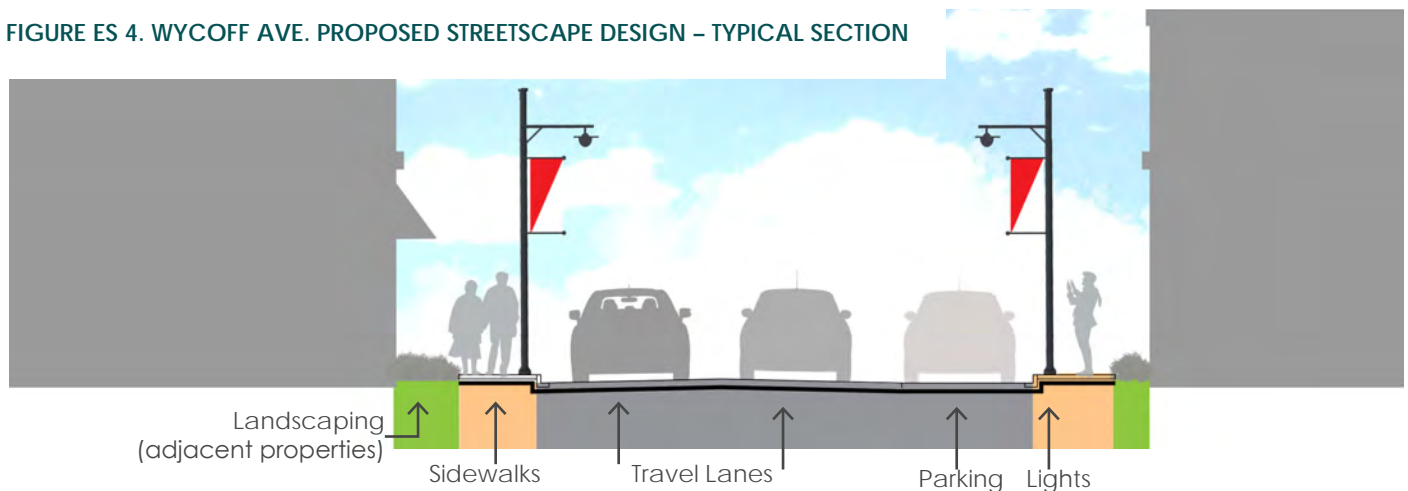 FIGURE ES 4. WYCOFF AVE. PROPOSED STREETSCAPE DESIGN – TYPICAL SECTION
Landscaping
(adjacent properties)
Sidewalks
Travel Lanes
Parking
Lights